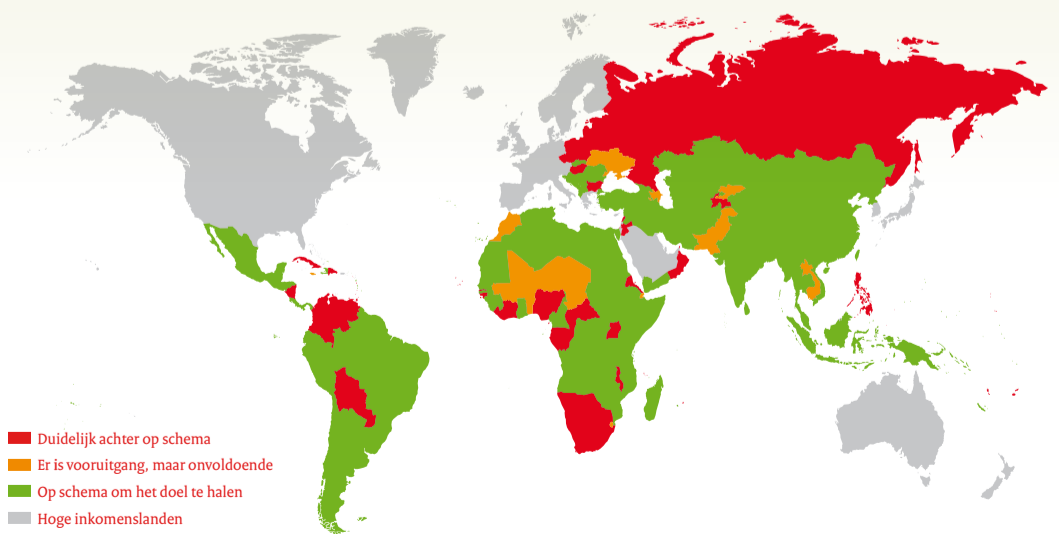 Duidelijk achter op schema
Er is vooruitgang, maar onvoldoende
Op schema om het doel te halen
Hoge inkomenslanden